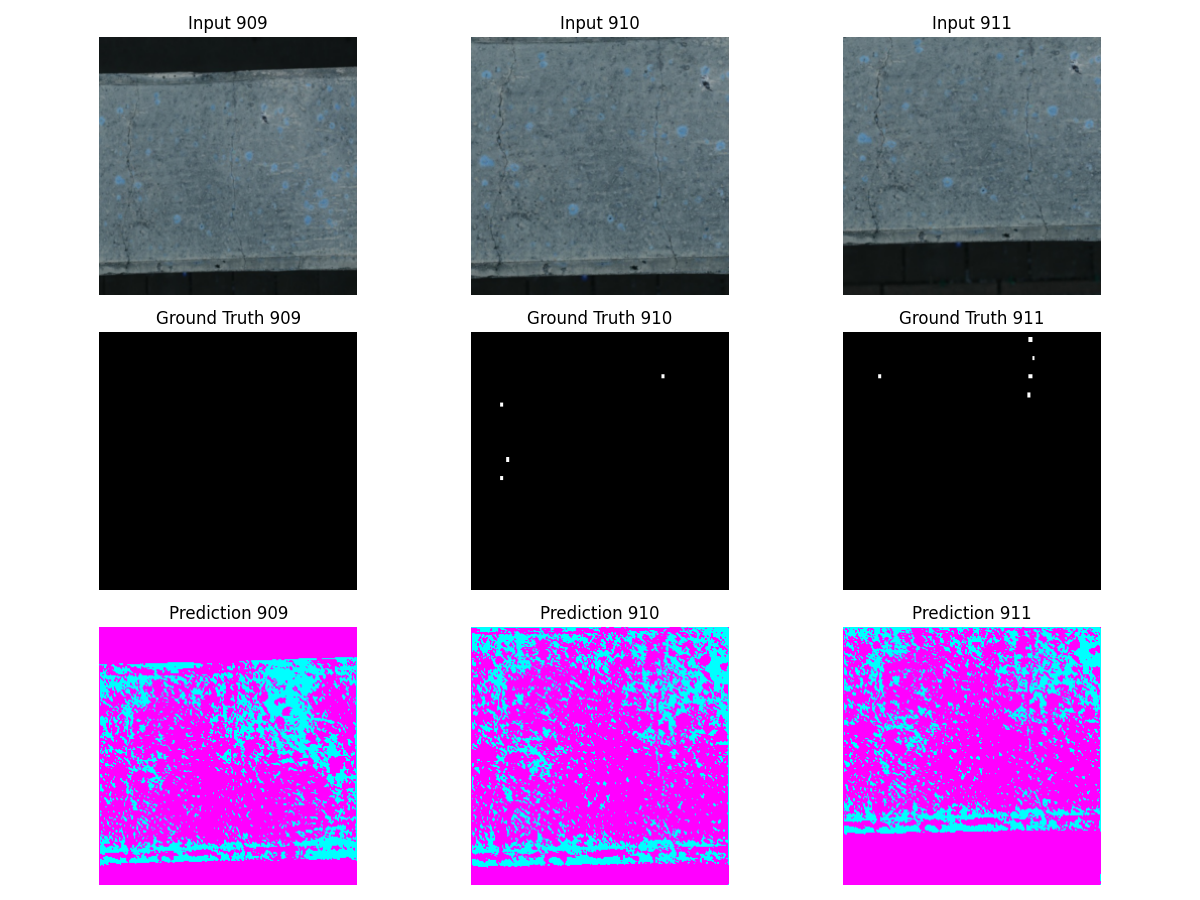 Input 909
Input 910
Input 911
Ground Truth 909
Ground Truth 910
Ground Truth 911
Prediction 909
Prediction 910
Prediction 911